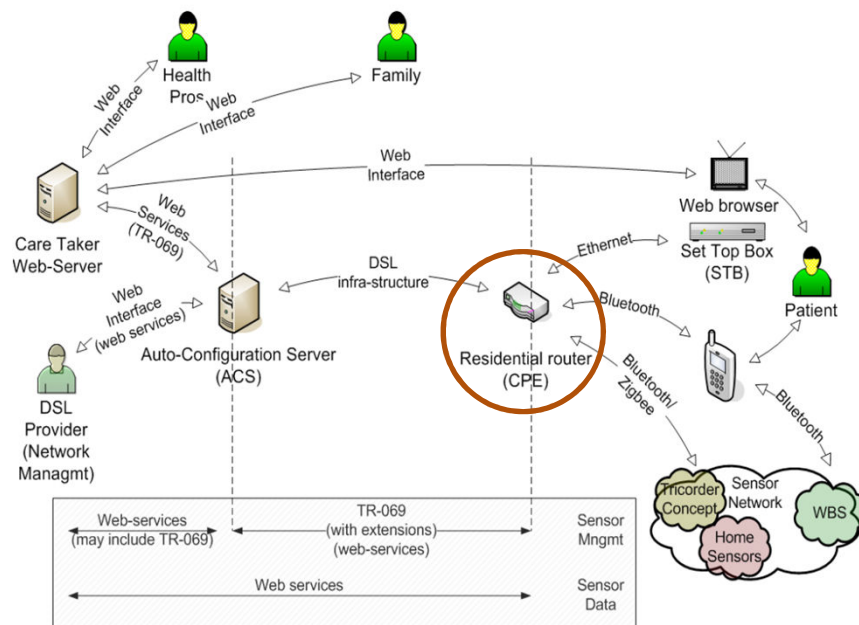 Health
Pros.
Family
Web
Interface
Web
Interface
Web
Interface
Web browser
Set Top Box
(STB)
Patient
Care Taker
Web-Server
Web
Services
(TR-069)
DSL
infra-structure
Ethernet
Bluetooth
Web
Interface
(web services)
Auto-Configuration Server
(ACS)
Residential router
(CPE)
Bluetooth/
Zigbee
Bluetooth
DSL
Provider
(Network
Managmt)
Tricorder
Concept
Sensor
Network
WBS
Home
Sensors
Web-services
(may include TR-069)
TR-069
(with extensions)
(web-services)
Sensor
Mngmt
Web services
Sensor
Data